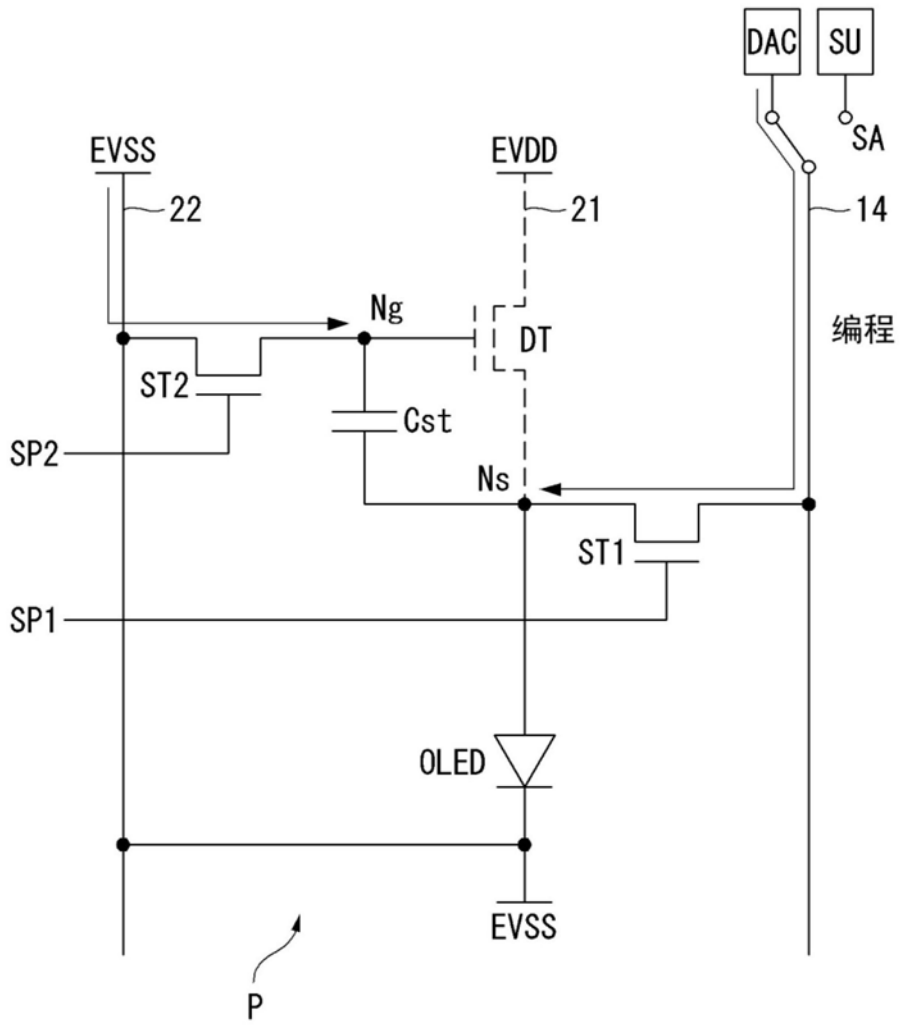 DAC SU
SA
EVSS EVDD
22 21 14
Ng
编程
DT
ST2
Cst
SP2
Ns
ST1
SP1
OLED
EVSS
P